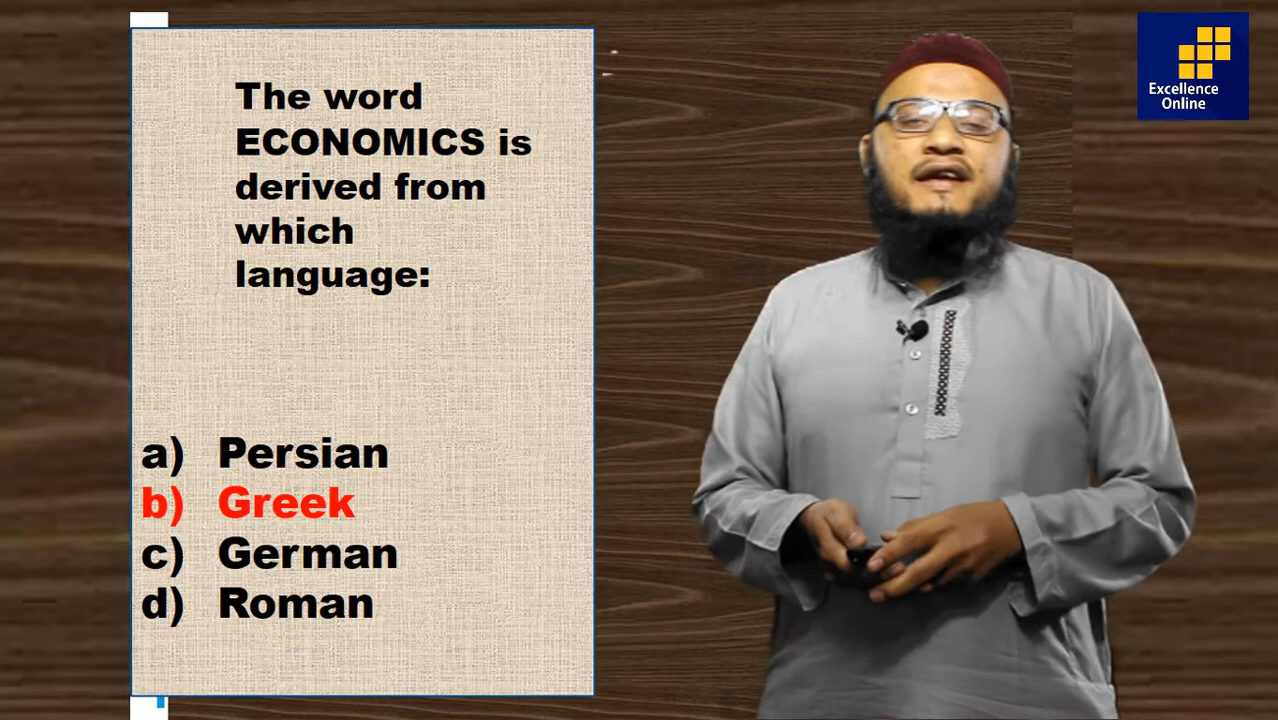 The word
ECONOMICS is
derived from
which
language:
a) Persian
b) Greek
c) German
d) Roman
Excellence
Online